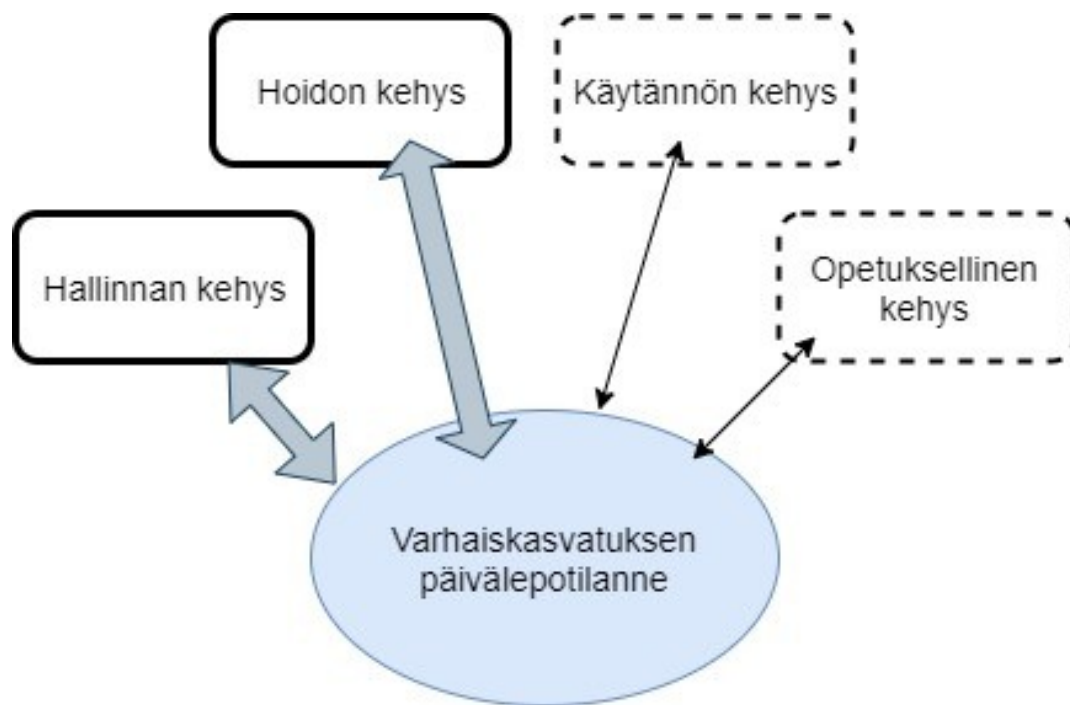 Hoidon kehys
Käytännön kehys
Hallinnan kehys
Opetuksellinen
kehys
Varhaiskasvatuksen
päivälepotilanne